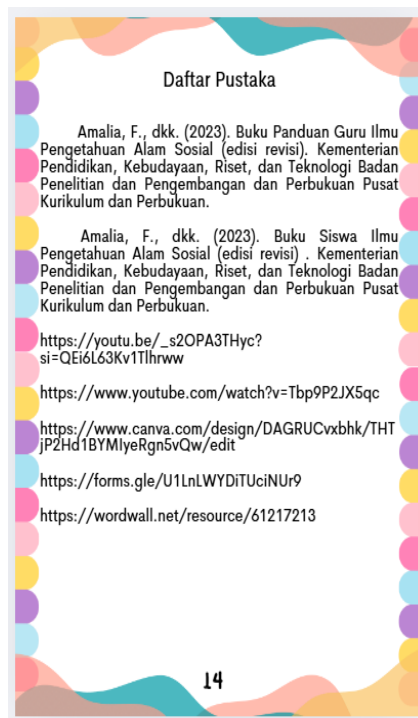 Daftar Pustaka
Amalia, F., dkk. (2023). Buku Panduan Guru Ilmu
Pengetahuan Alam Sosial (edisi revisi). Kementerian
Pendidikan, Kebudayaan, Riset, dan Teknologi Badan
Penelitian dan Pengembangan dan Perbukuan Pusat
Kurikulum dan Perbukuan.
Amalia, F., dkk. (2023). Buku Siswa Ilmu
Pengetahuan Alam Sosial (edisi revisi) . Kementerian
Pendidikan, Kebudayaan, Riset, dan Teknologi Badan
Penelitian dan Pengembangan dan Perbukuan Pusat
Kurikulum dan Perbukuan.
https://youtu.be/_s2OPA3THyc?
si=QEi6L63Kv1Tlhrww
https://www.youtube.com/watch?v=Tbp9P2JX5qc
https://www.canva.com/design/DAGRUCvxbhk/THT
jP2Hd1BYMIyeRgn5vQw/edit
https://forms.gle/U1LnLWYDiTUciNUr9
https://wordwall.net/resource/61217213
14